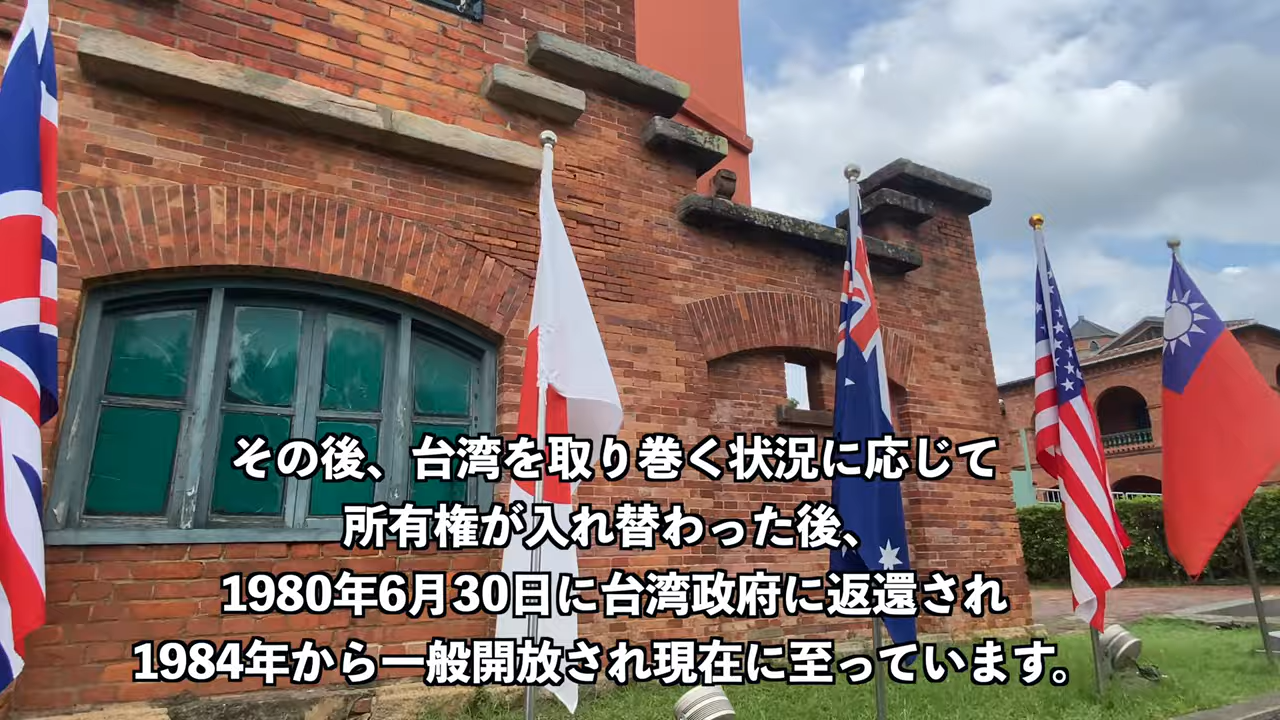 その後、台湾を取り巻く状況に応じて
所有権が入れ替わった後、
1980年6月30日に台湾政府に返還され
1984年から一般開放され現在に至っています。